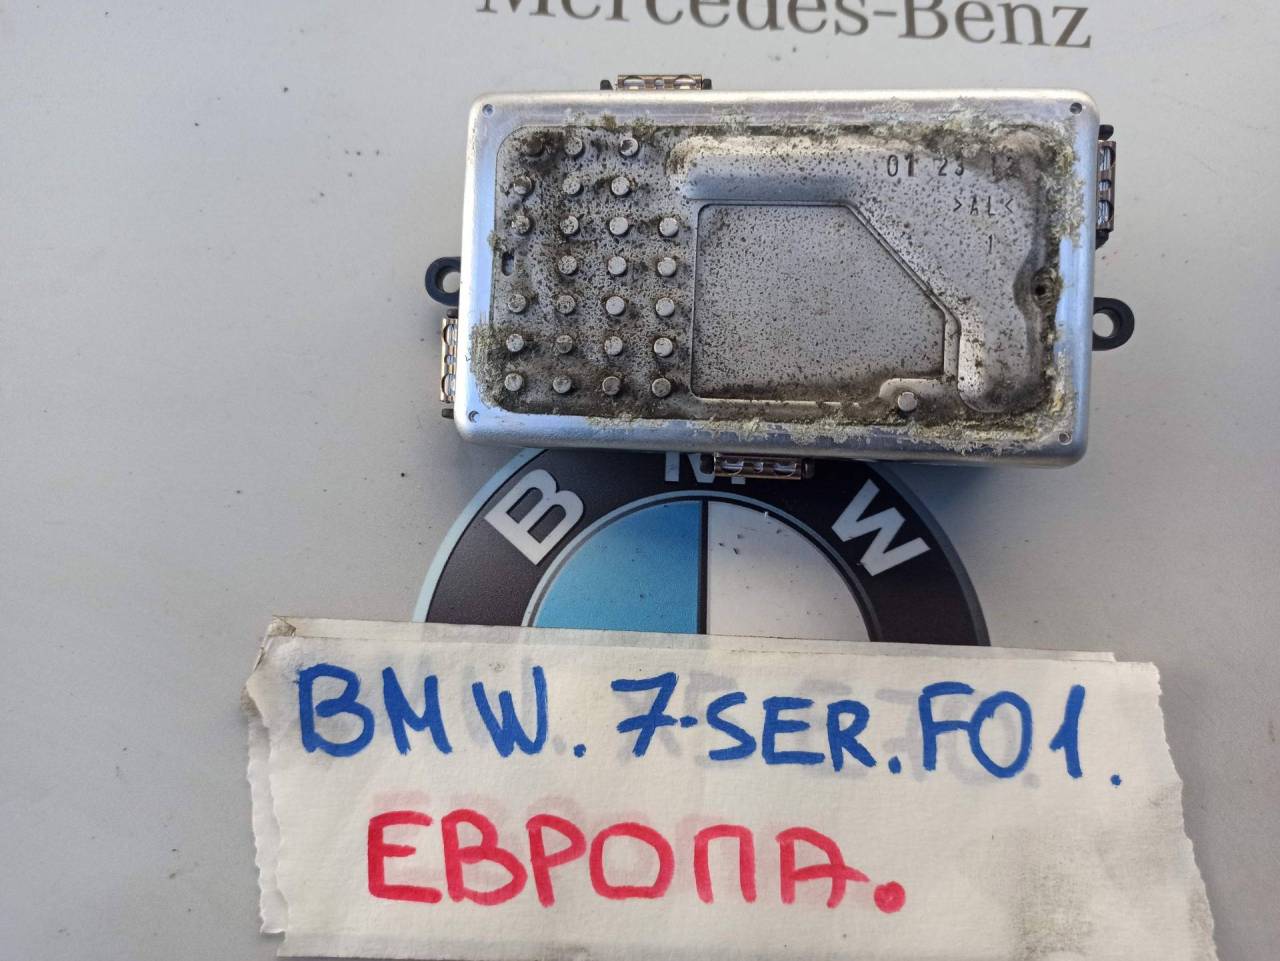 Mercedes-Benz
01 23 12
>AL<
1
BMW
BMW. 7-SER. F01.
ЕВРОПА.